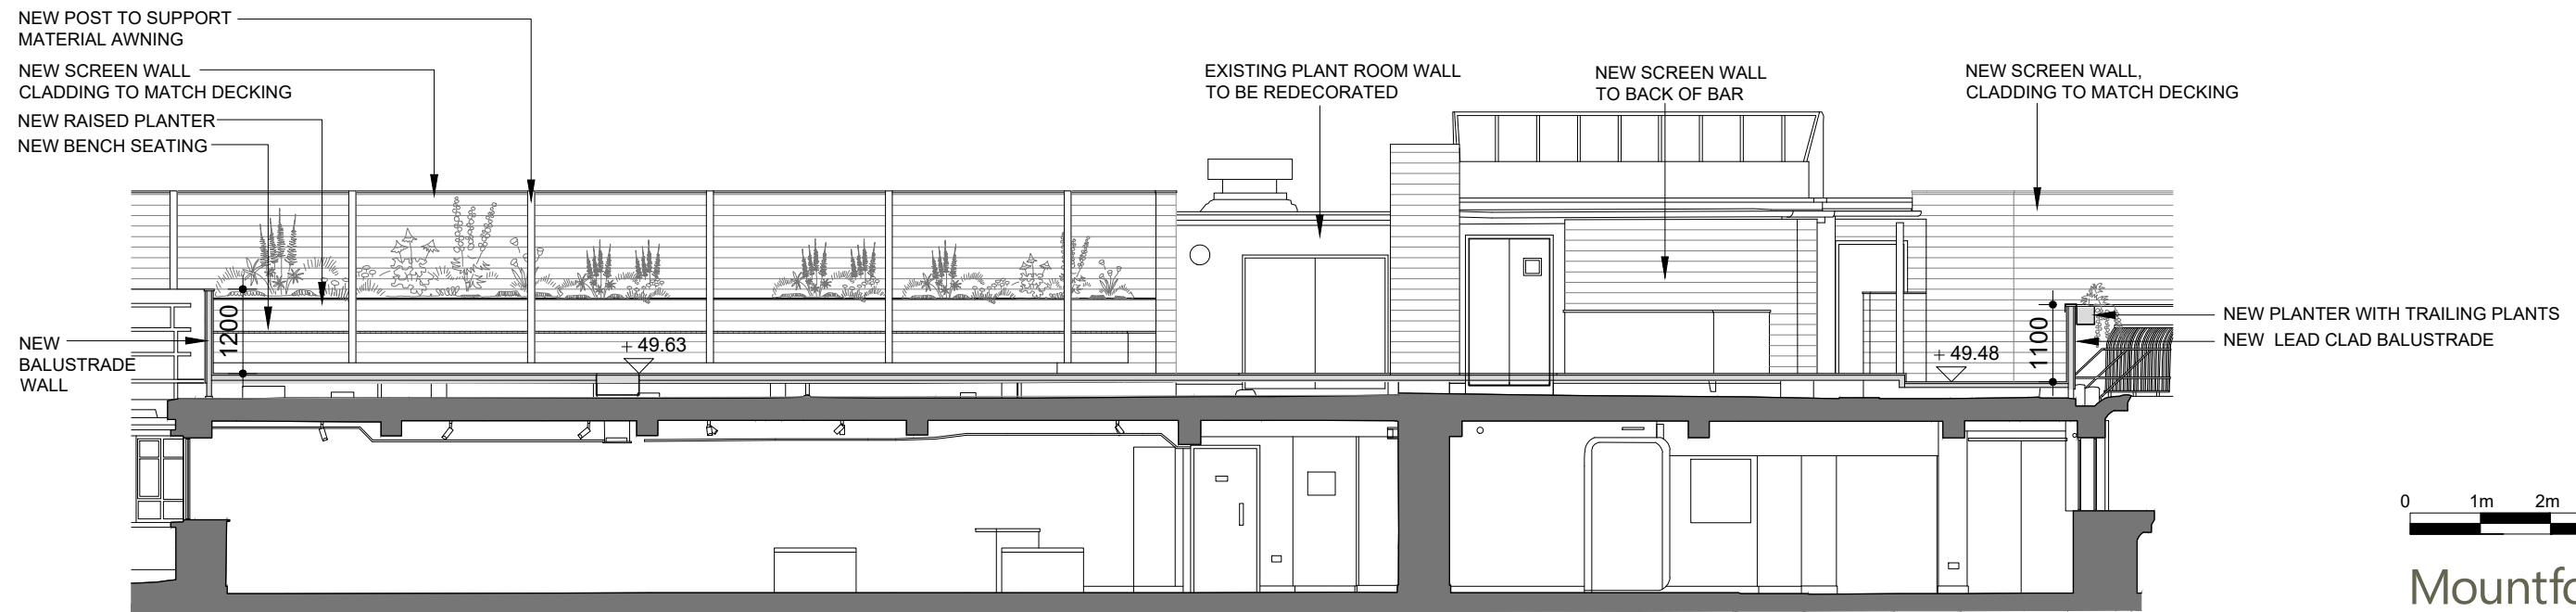 NEW POST TO SUPPORT
MATERIAL AWNING
NEW SCREEN WALL
CLADDING TO MATCH DECKING
NEW RAISED PLANTER
NEW BENCH SEATING
NEW
BALUSTRADE
WALL
1200
+ 49.63
EXISTING PLANT ROOM WALL
TO BE REDECORATED
NEW SCREEN WALL
TO BACK OF BAR
NEW SCREEN WALL,
CLADDING TO MATCH DECKING
+ 49.48
1100
NEW PLANTER WITH TRAILING PLANTS
NEW LEAD CLAD BALUSTRADE
0 1m 2m
Mountfo